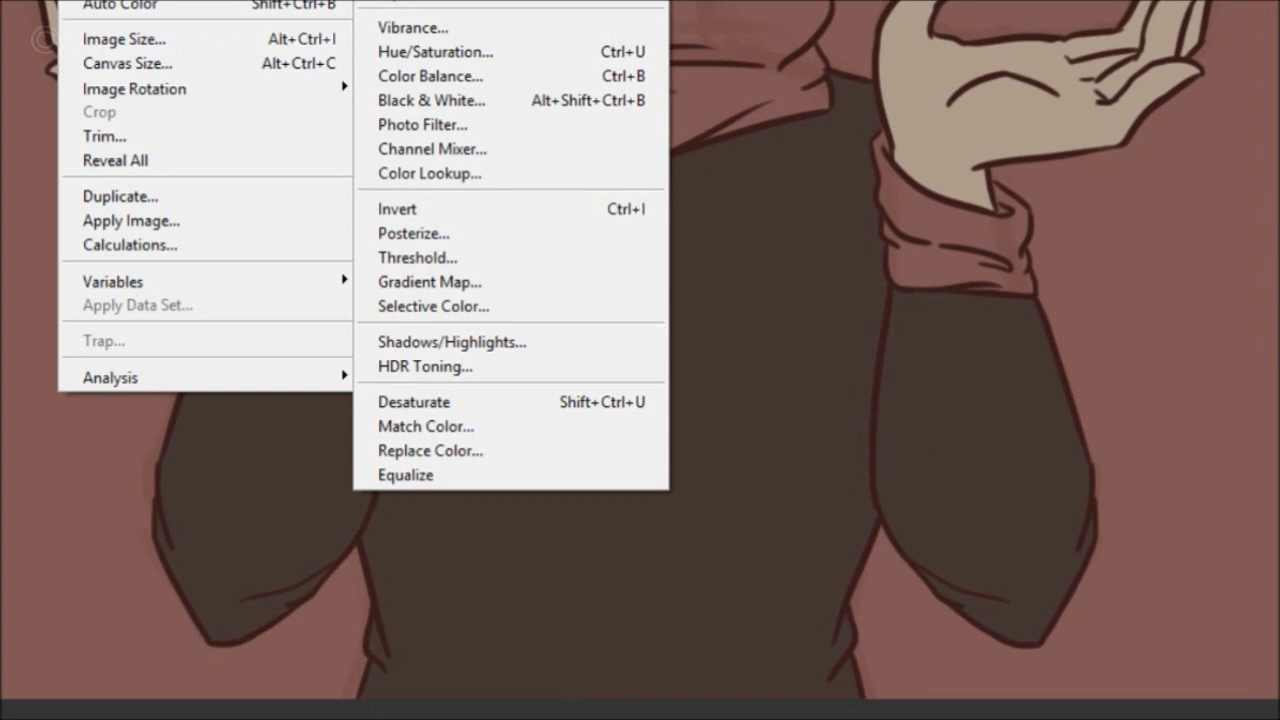 Auto Color Shift+Ctrl+B
Image Size... Alt+Ctrl+I
Canvas Size... Alt+Ctrl+C
Image Rotation
Crop
Trim...
Reveal All
Duplicate...
Apply Image...
Calculations...
Variables
Apply Data Set...
Trap...
Analysis
Vibrance...
Hue/Saturation... Ctrl+U
Color Balance... Ctrl+B
Black & White... Alt+Shift+Ctrl+B
Photo Filter...
Channel Mixer...
Color Lookup...
Invert Ctrl+I
Posterize...
Threshold...
Gradient Map...
Selective Color...
Shadows/Highlights...
HDR Toning...
Desaturate Shift+Ctrl+U
Match Color...
Replace Color...
Equalize